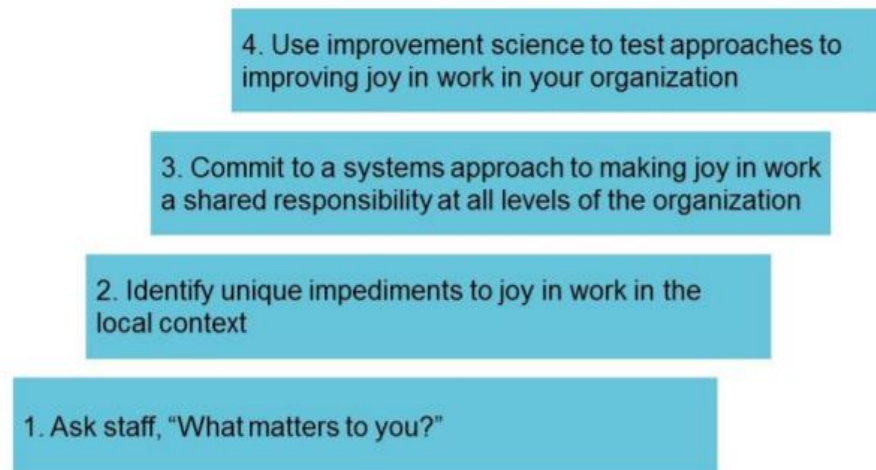 4. Use improvement science to test approaches to
improving joy in work in your organization
3. Commit to a systems approach to making joy in work
a shared responsibility at all levels of the organization
2. Identify unique impediments to joy in work in the
local context
1. Ask staff, “What matters to you?”